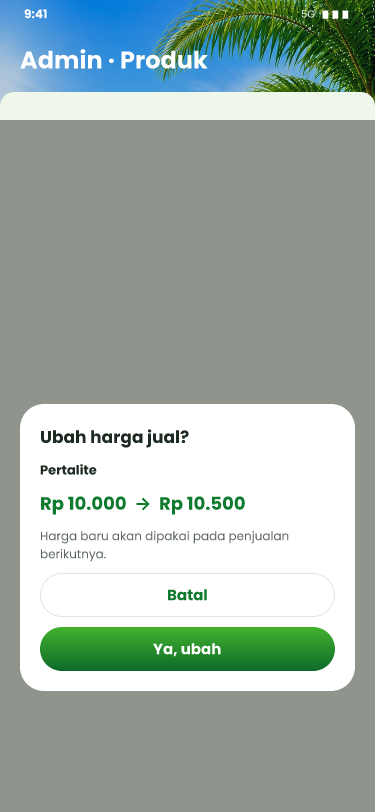 9:41
5G
Admin · Produk
Ubah harga jual?
Pertalite
Rp 10.000 → Rp 10.500
Harga baru akan dipakai pada penjualan
berikutnya.
Batal
Ya, ubah